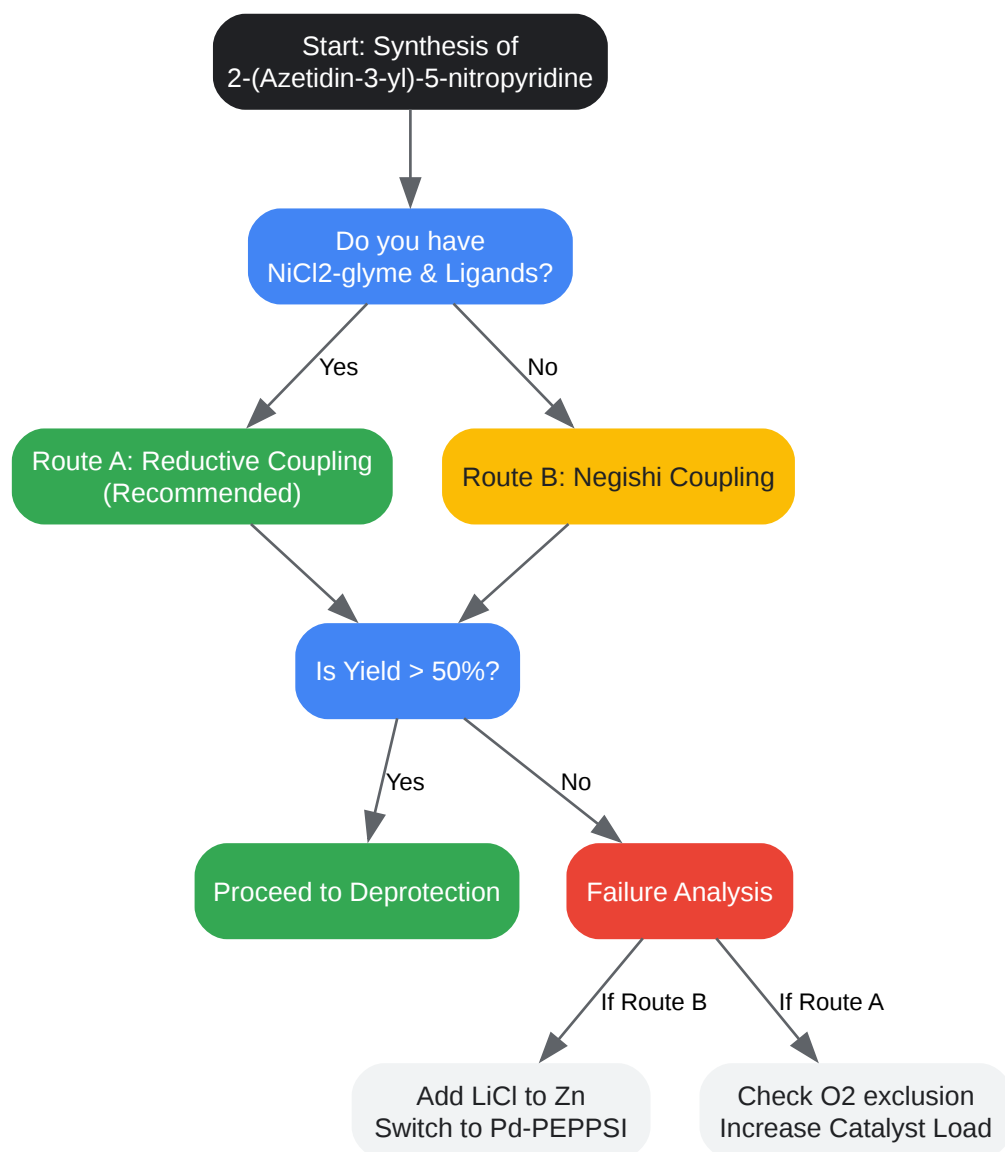 Start: Synthesis of
2-(Azetidin-3-yl)-5-nitropyridine
Do you have
NiCl2-glyme & Ligands?
Yes
No
Route A: Reductive Coupling
(Recommended)
Route B: Negishi Coupling
Is Yield > 50%?
Yes
No
Proceed to Deprotection
Failure Analysis
If Route B
If Route A
Add LiCl to Zn
Switch to Pd-PEPPSI
Check O2 exclusion
Increase Catalyst Load